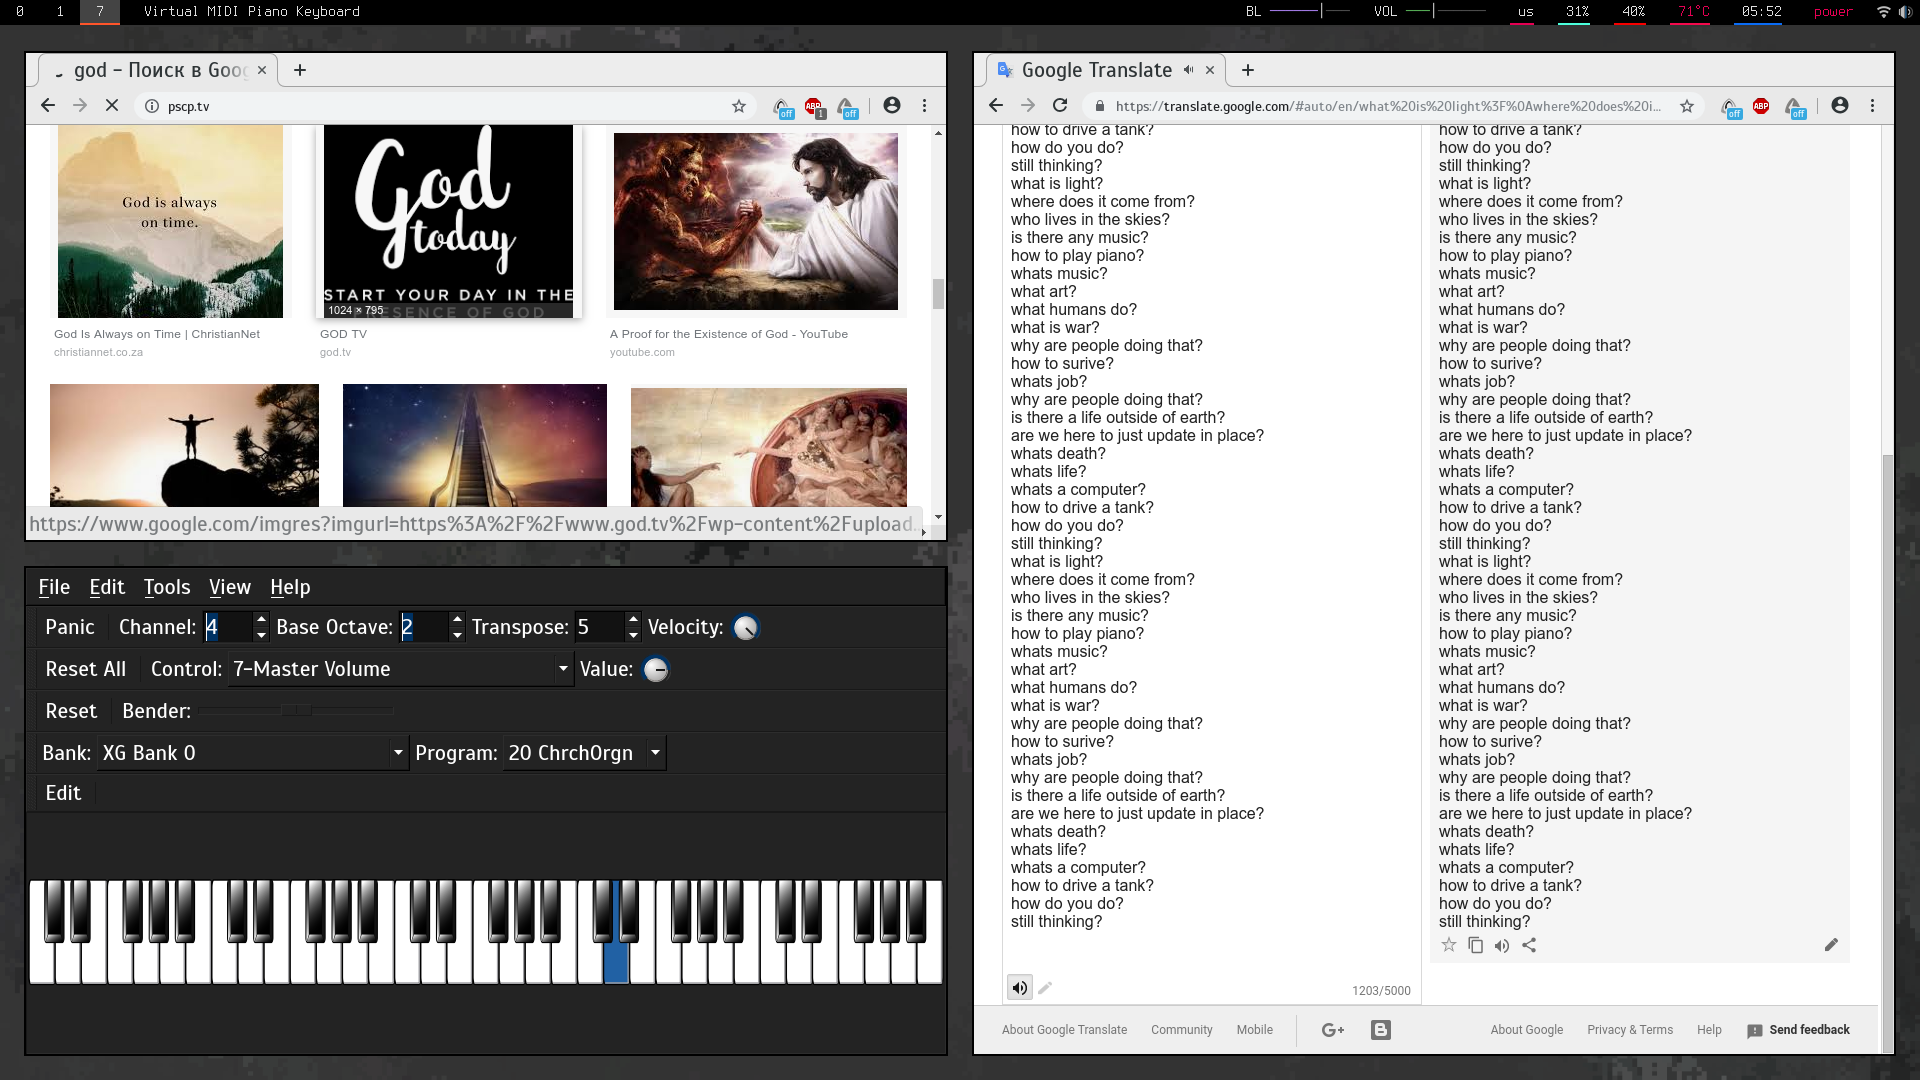 0 1 7 Virtual MIDI Piano Keyboard BL VOL us 31% 40% 71°C 05:52 power
god - Поиск в Goog
pscp.tv
off 1 off
God is always
on time.
God
today
START YOUR DAY IN THE
PRESENCE OF GOD
1024 × 795
God Is Always on Time | ChristianNet
christiannet.co.za
GOD TV
god.tv
A Proof for the Existence of God - YouTube
youtube.com
https://www.google.com/imgres?imgurl=https%3A%2F%2Fwww.god.tv%2Fwp-content%2Fupload...
File Edit Tools View Help
Panic Channel: 4 Base Octave: 2 Transpose: 5 Velocity:
Reset All Control: 7-Master Volume Value:
Reset Bender:
Bank: XG Bank 0 Program: 20 ChrchOrgn
Edit
Google Translate
https://translate.google.com/#auto/en/what%20is%20light%3F%0Awhere%20does%20i...
off ABP off
how to drive a tank?
how do you do?
still thinking?
what is light?
where does it come from?
who lives in the skies?
is there any music?
how to play piano?
whats music?
what art?
what humans do?
what is war?
why are people doing that?
how to surive?
whats job?
why are people doing that?
is there a life outside of earth?
are we here to just update in place?
whats death?
whats life?
whats a computer?
how to drive a tank?
how do you do?
still thinking?
what is light?
where does it come from?
who lives in the skies?
is there any music?
how to play piano?
whats music?
what art?
what humans do?
what is war?
why are people doing that?
how to surive?
whats job?
why are people doing that?
is there a life outside of earth?
are we here to just update in place?
whats death?
whats life?
whats a computer?
how to drive a tank?
how do you do?
still thinking?
1203/5000
how to drive a tank?
how do you do?
still thinking?
what is light?
where does it come from?
who lives in the skies?
is there any music?
how to play piano?
whats music?
what art?
what humans do?
what is war?
why are people doing that?
how to surive?
whats job?
why are people doing that?
is there a life outside of earth?
are we here to just update in place?
whats death?
whats life?
whats a computer?
how to drive a tank?
how do you do?
still thinking?
what is light?
where does it come from?
who lives in the skies?
is there any music?
how to play piano?
whats music?
what art?
what humans do?
what is war?
why are people doing that?
how to surive?
whats job?
why are people doing that?
is there a life outside of earth?
are we here to just update in place?
whats death?
whats life?
whats a computer?
how to drive a tank?
how do you do?
still thinking?
About Google Translate Community Mobile G+ About Google Privacy & Terms Help Send feedback